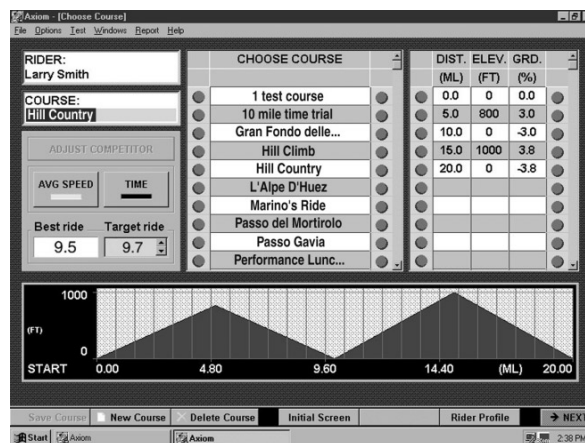 Axiom - [Choose Course]
File Options Test Windows Report Help
RIDER:
Larry Smith
COURSE:
Hill Country
ADJUST COMPETITOR
AVG SPEED TIME
Best ride Target ride
9.5 9.7
CHOOSE COURSE
1 test course
10 mile time trial
Gran Fondo delle...
Hill Climb
Hill Country
L'Alpe D'Huez
Marino's Ride
Passo del Mortirolo
Passo Gavia
Performance Lunc...
DIST. ELEV. GRD.
(ML) (FT) (%)
0.0 0 0.0
5.0 800 3.0
10.0 0 -3.0
15.0 1000 3.8
20.0 0 -3.8
1000
(FT)
0
START 0.00 4.80 9.60 14.40 (ML) 20.00
Save Course New Course Delete Course Initial Screen Rider Profile → NEXT
Start Axiom Axiom 2:38 PM